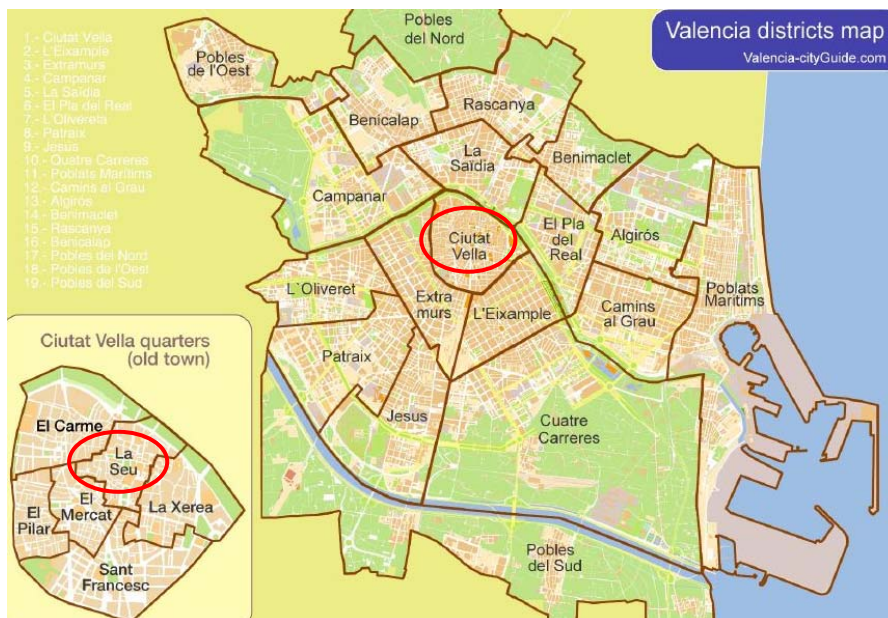 Valencia districts map
Valencia-cityGuide.com
1.- Ciutat Vella
2.- L'Eixample
3.- Extramurs
4.- Campanar
5.- La Saïdia
6.- El Pla del Real
7.- L'Olivereta
8.- Patraix
9.- Jesús
10.- Quatre Carreres
11.- Poblats Marítims
12.- Camins al Grau
13.- Algirós
14.- Benimaclet
15.- Rascanya
16.- Benicalap
17.- Pobles del Nord
18.- Pobles de l'Oest
19.- Pobles del Sud
Pobles
del Nord
Pobles
de l'Oest
Benicalap
Rascanya
La
Saïdia
Benimaclet
Campanar
Ciutat
Vella
El Pla
del
Real
Algirós
L`Oliveret
Extra
murs
L'Eixample
Camins
al Grau
Poblats
Marítims
Patraix
Jesus
Cuatre
Carreres
Pobles
del Sud
Ciutat Vella quarters
(old town)
El Carme
La
Seu
El
Pilar
El
Mercat
La Xerea
Sant
Francesc